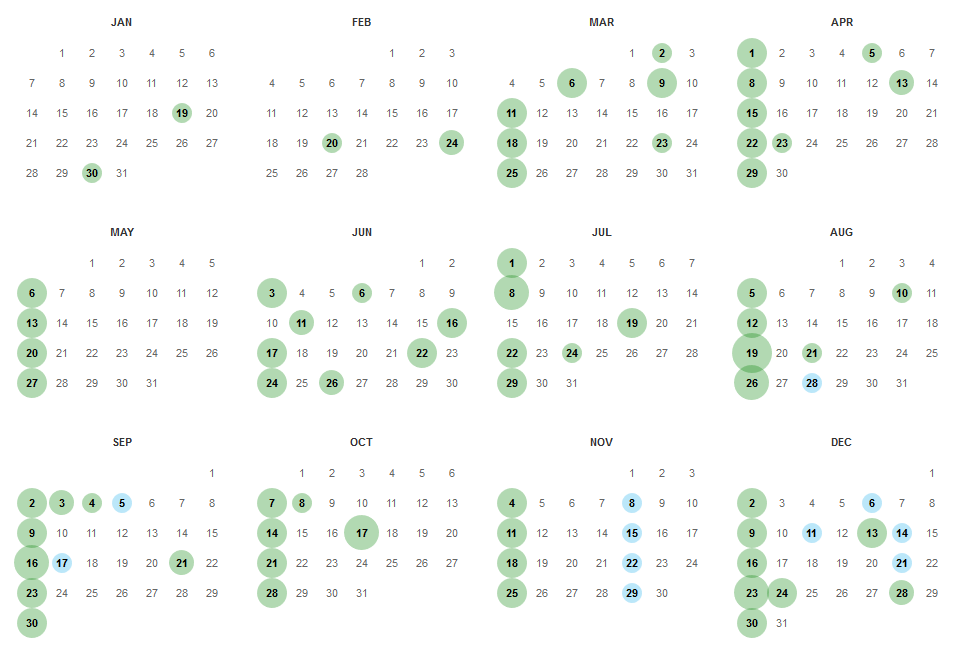 JAN FEB MAR APR
1 2 3 4 5 6 1 2 3 1 2 3 1 2 3 4 5 6 7
7 8 9 10 11 12 13 4 5 6 7 8 9 10 4 5 6 7 8 9 10 8 9 10 11 12 13 14
14 15 16 17 18 19 20 11 12 13 14 15 16 17 11 12 13 14 15 16 17 15 16 17 18 19 20 21
21 22 23 24 25 26 27 18 19 20 21 22 23 24 18 19 20 21 22 23 24 22 23 24 25 26 27 28
28 29 30 31 25 26 27 28 25 26 27 28 29 30 31 29 30
MAY JUN JUL AUG
1 2 3 4 5 1 2 1 2 3 4 5 6 7 1 2 3 4
6 7 8 9 10 11 12 3 4 5 6 7 8 9 8 9 10 11 12 13 14 5 6 7 8 9 10 11
13 14 15 16 17 18 19 10 11 12 13 14 15 16 15 16 17 18 19 20 21 12 13 14 15 16 17 18
20 21 22 23 24 25 26 17 18 19 20 21 22 23 22 23 24 25 26 27 28 19 20 21 22 23 24 25
27 28 29 30 31 24 25 26 27 28 29 30 29 30 31 26 27 28 29 30 31
SEP OCT NOV DEC
1 1 2 3 4 5 6 1 2 3 1
2 3 4 5 6 7 8 7 8 9 10 11 12 13 4 5 6 7 8 9 10 2 3 4 5 6 7 8
9 10 11 12 13 14 15 14 15 16 17 18 19 20 11 12 13 14 15 16 17 9 10 11 12 13 14 15
16 17 18 19 20 21 22 21 22 23 24 25 26 27 18 19 20 21 22 23 24 16 17 18 19 20 21 22
23 24 25 26 27 28 29 28 29 30 31 25 26 27 28 29 30 23 24 25 26 27 28 29
30 30 31